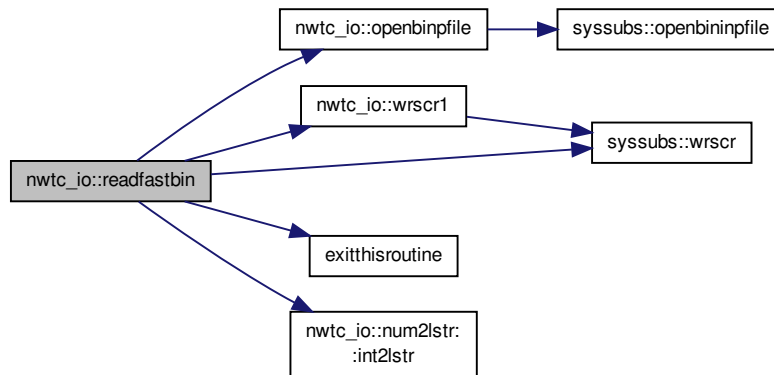 nwtc_io::openbinpfile
syssubs::openbininpfile
nwtc_io::wrscr1
syssubs::wrscr
nwtc_io::readfastbin
exitthisroutine
nwtc_io::num2lstr:
:int2lstr